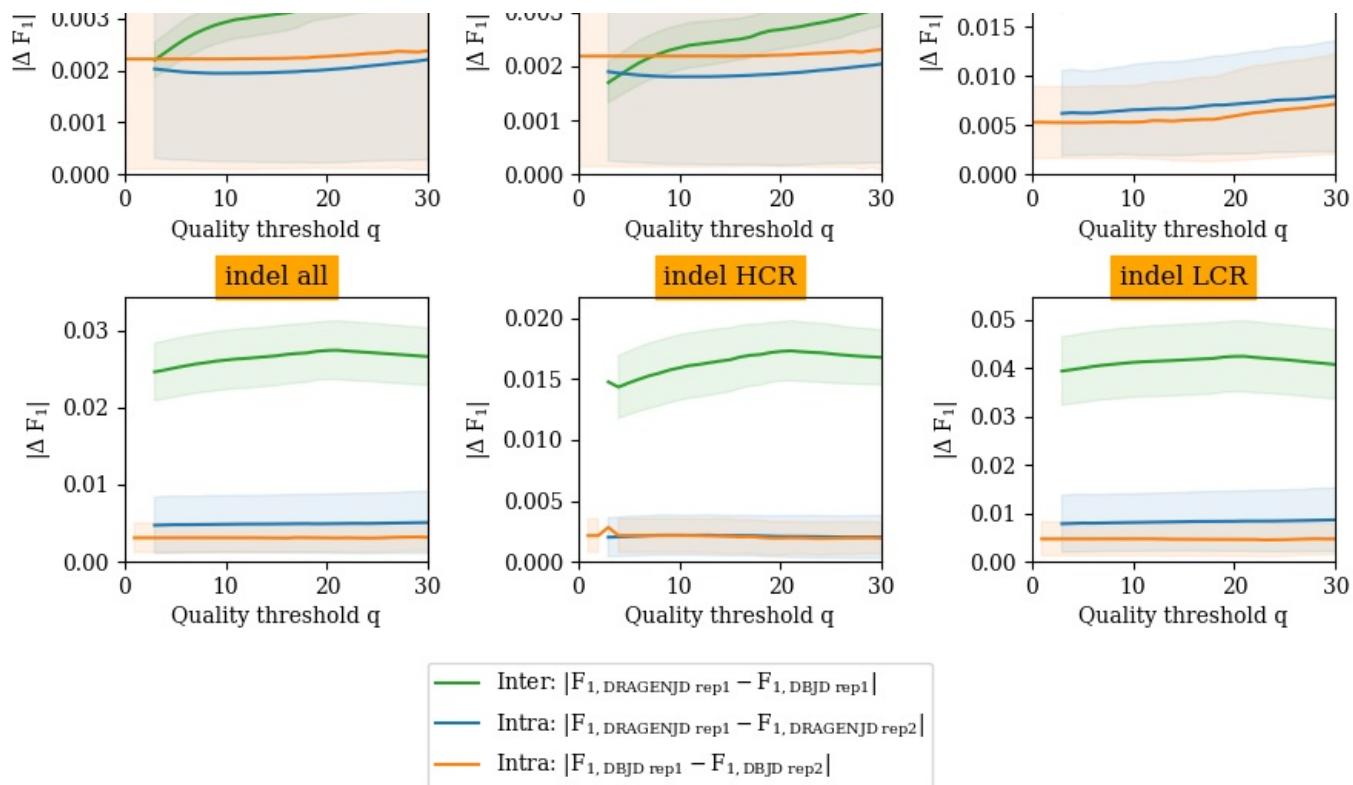 0.003
0.002
0.001
0.000
|Δ F1|
0 10 20 30
Quality threshold q
0.003
0.002
0.001
0.000
|Δ F1|
0 10 20 30
Quality threshold q
0.015
0.010
0.005
0.000
|Δ F1|
0 10 20 30
Quality threshold q
indel all
0.03
0.02
0.01
0.00
|Δ F1|
0 10 20 30
Quality threshold q
indel HCR
0.020
0.015
0.010
0.005
0.000
|Δ F1|
0 10 20 30
Quality threshold q
indel LCR
0.05
0.04
0.03
0.02
0.01
0.00
|Δ F1|
0 10 20 30
Quality threshold q
Inter: |F1, DRAGENJD rep1 − F1, DBJD rep1|
Intra: |F1, DRAGENJD rep1 − F1, DRAGENJD rep2|
Intra: |F1, DBJD rep1 − F1, DBJD rep2|